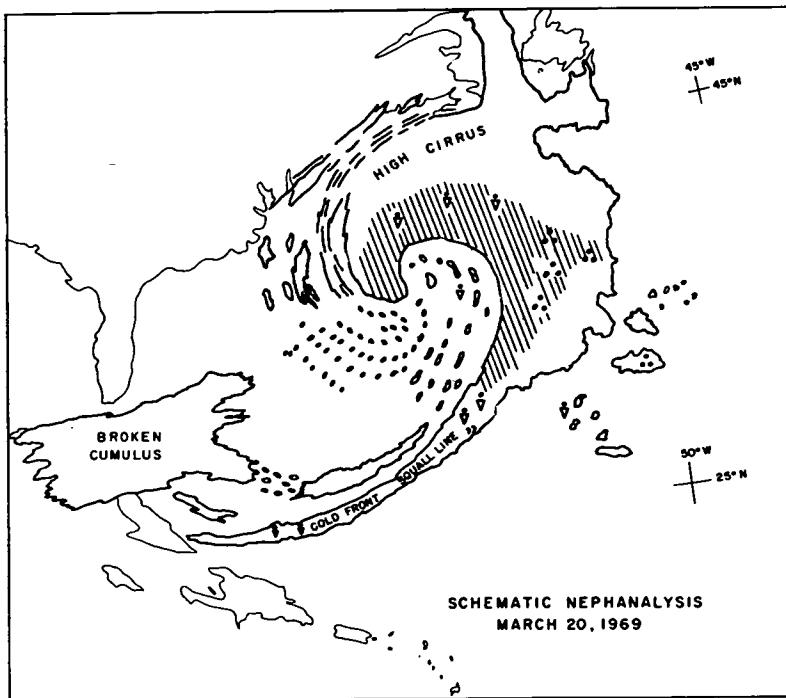 45°W
45°N
HIGH CIRRUS
BROKEN
CUMULUS
SQUALL LINE
COLD FRONT
50°W
25°N
SCHEMATIC NEPHANALYSIS
MARCH 20, 1969